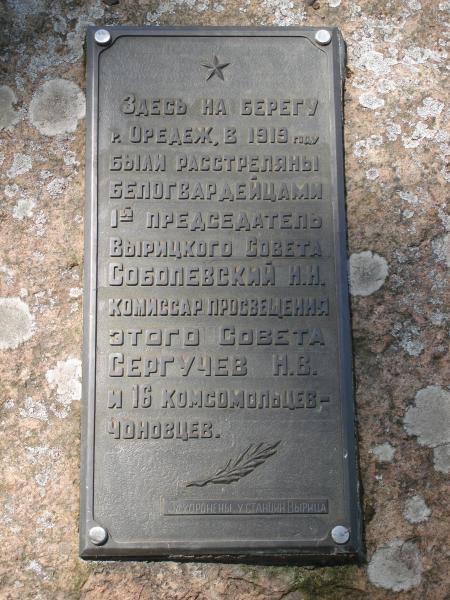 Здесь на берегу
р. Оредеж, в 1919 году
были расстреляны
белогвардейцами
1й председатель
Вырицкого Совета
Соболевский Н.Н.
комиссар просвещения
этого Совета
Сергучев Н.В.
и 16 комсомольцев-
чоновцев.
захоронены у станции Вырица